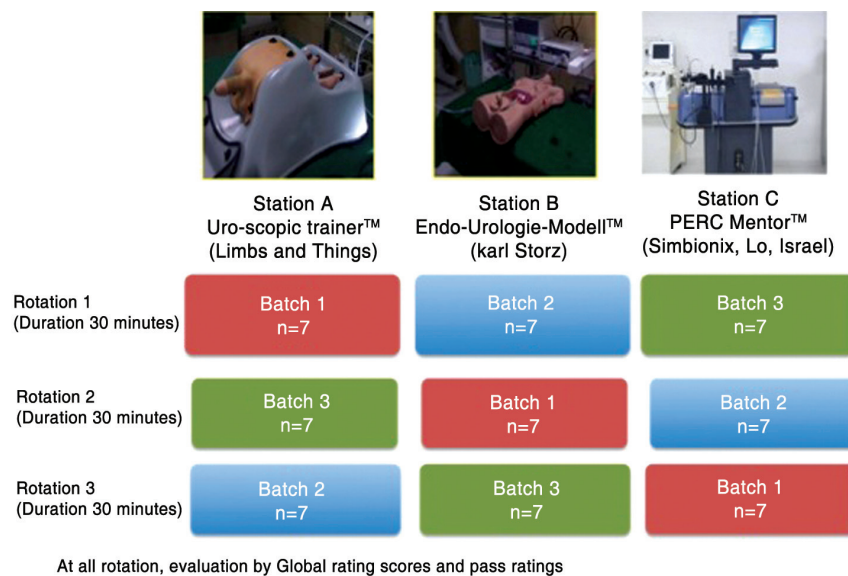 Station A
Uro-scopic trainer™
(Limbs and Things)
Station B
Endo-Urologie-Modell™
(karl Storz)
Station C
PERC Mentor™
(Simbionix, Lo, Israel)
Rotation 1
(Duration 30 minutes)
Batch 1
n=7
Batch 2
n=7
Batch 3
n=7
Rotation 2
(Duration 30 minutes)
Batch 3
n=7
Batch 1
n=7
Batch 2
n=7
Rotation 3
(Duration 30 minutes)
Batch 2
n=7
Batch 3
n=7
Batch 1
n=7
At all rotation, evaluation by Global rating scores and pass ratings